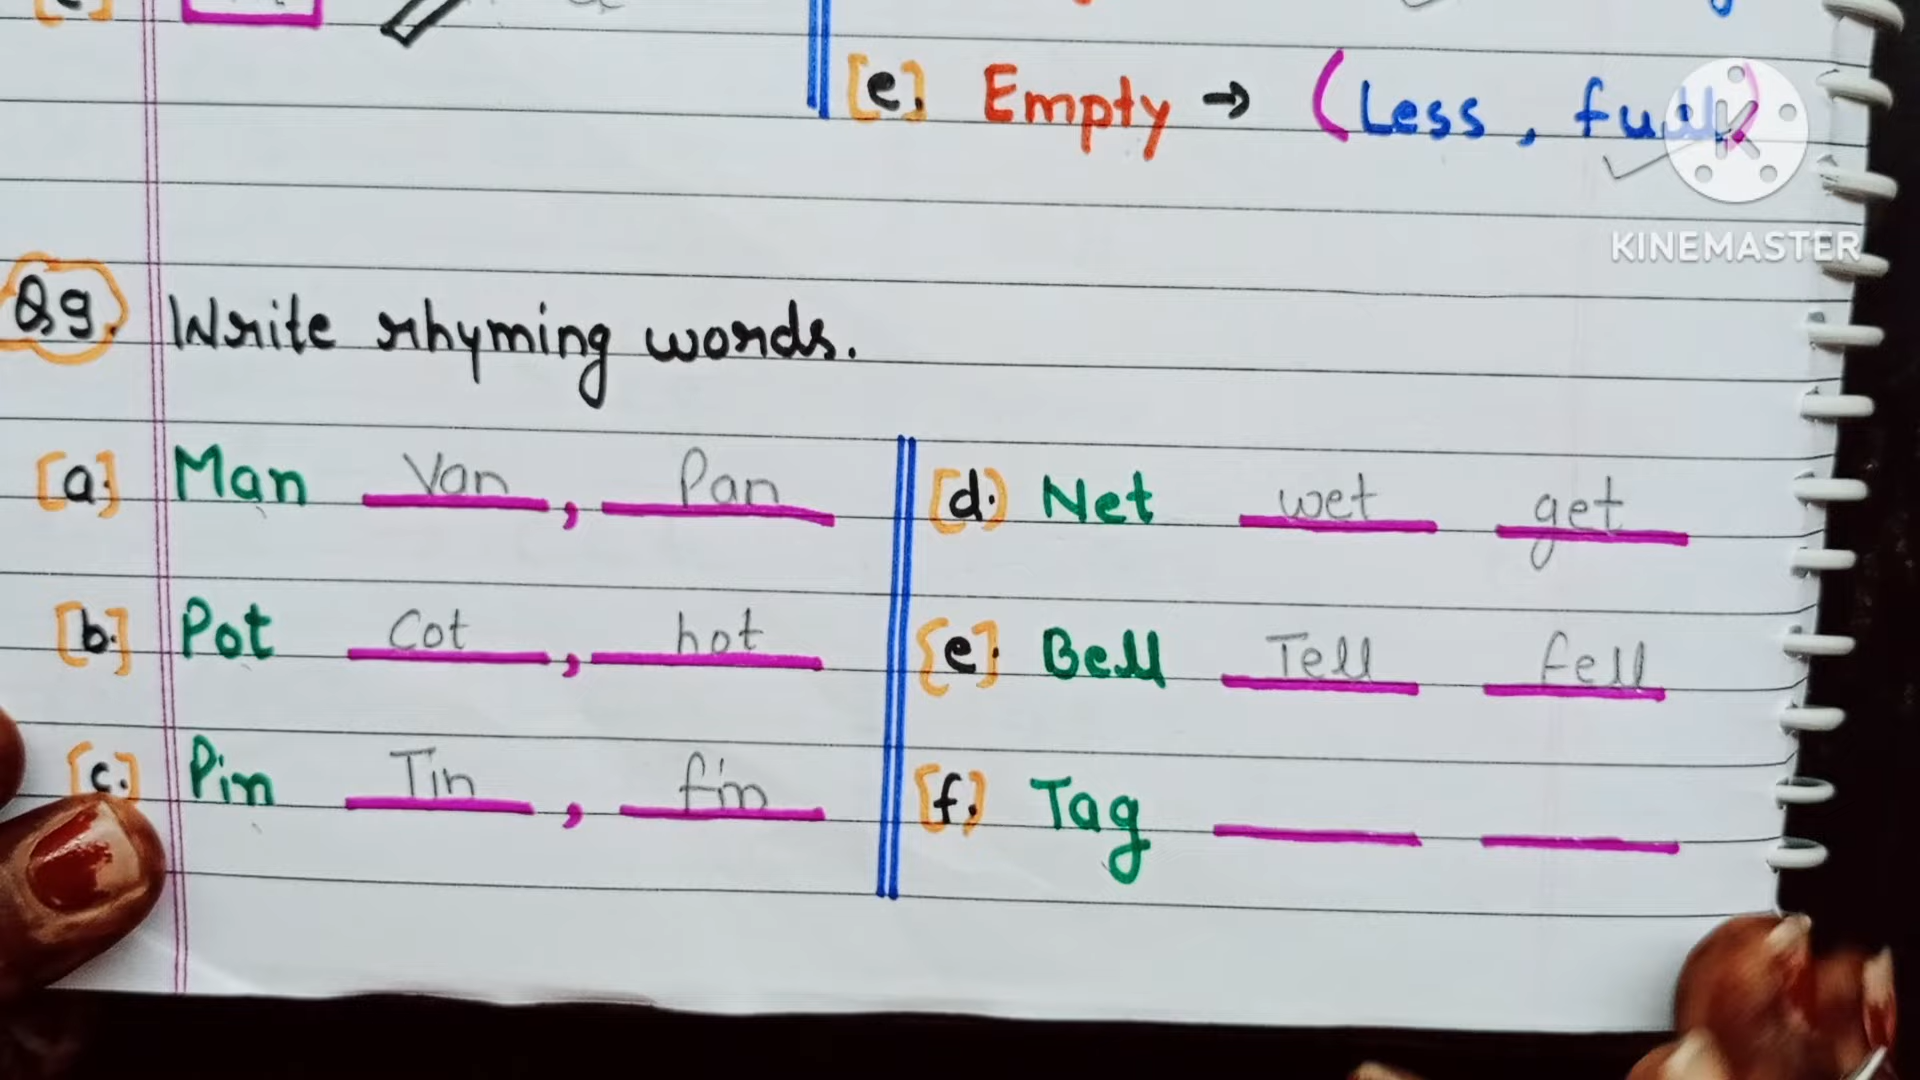 [e.] Empty → (Less, full)
KINEMASTER
Q9. Write rhyming words.
[a.] Man Van, Pan
[b.] Pot Cot, hot
[c.] Pin Tin, fin
[d.] Net wet get
[e.] Bell Tell fell
[f.] Tag